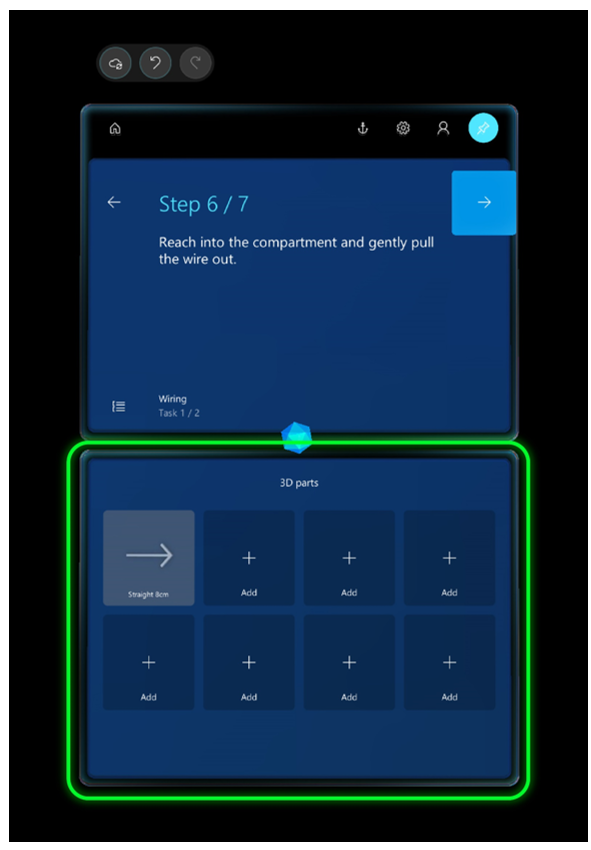 Step 6 / 7
Reach into the compartment and gently pull
the wire out.
Wiring
Task 1 / 2
3D parts
Straight 8cm
Add
Add
Add
Add
Add
Add
Add